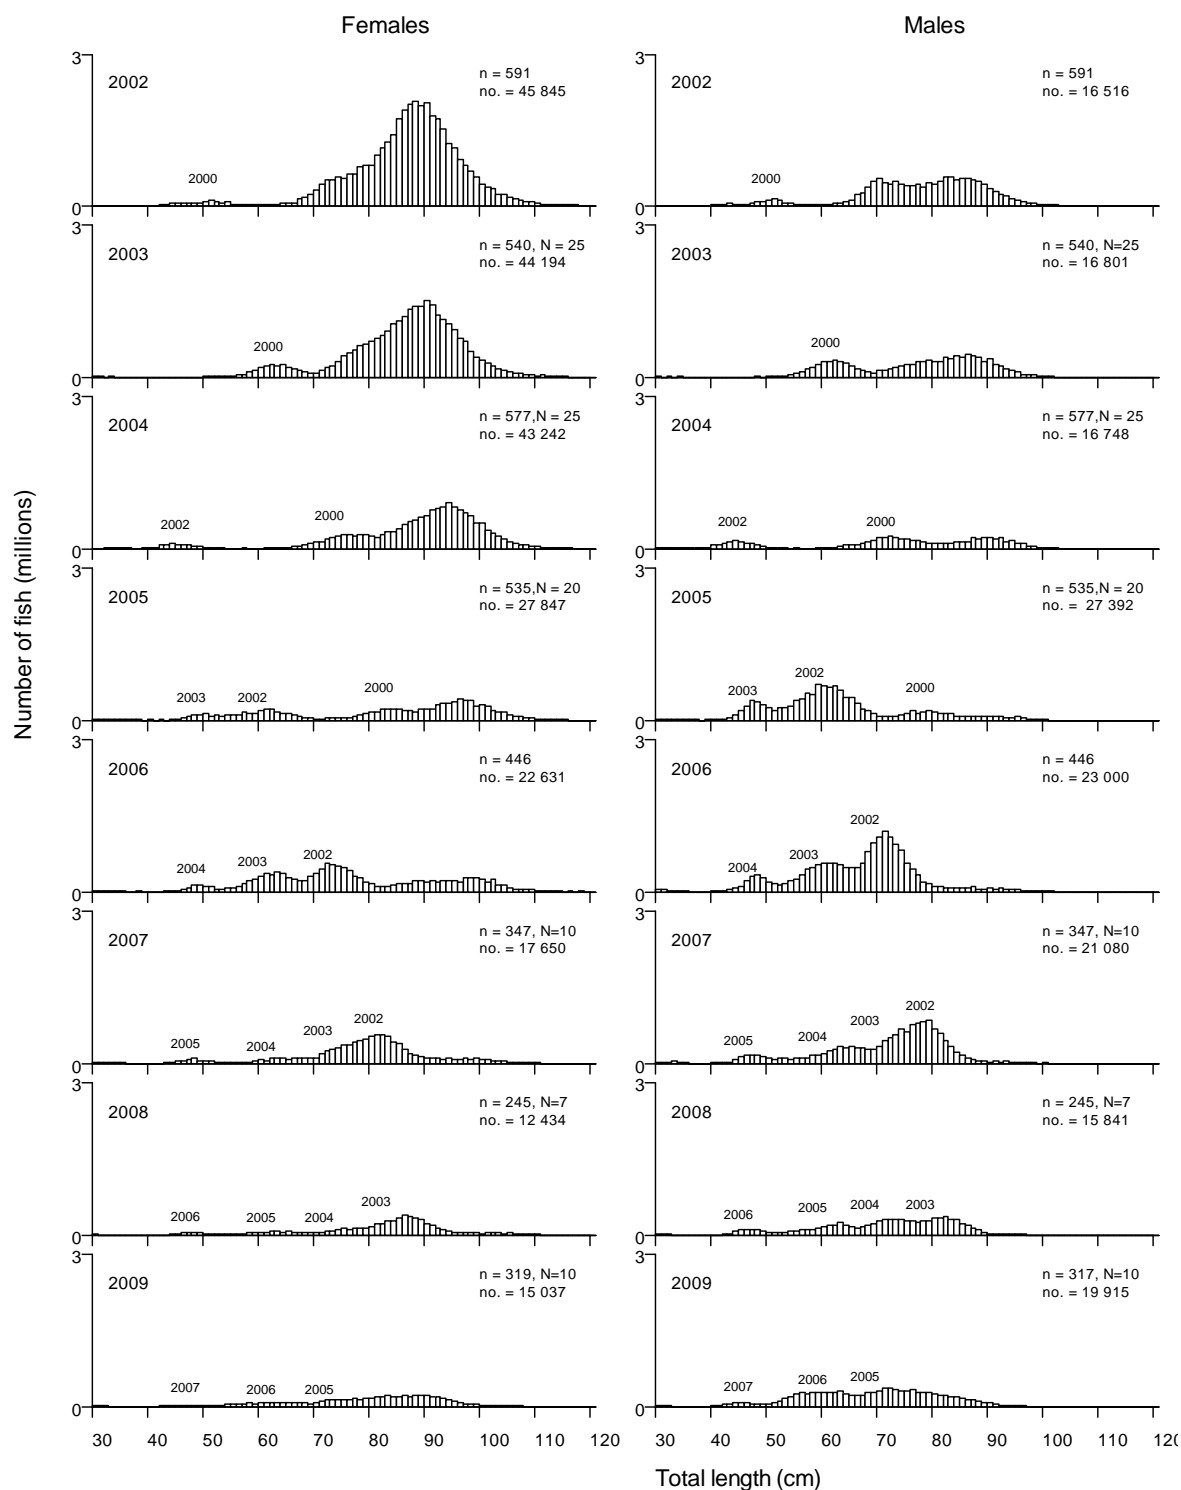 Females
Males
Number of fish (millions)
3
2002
n = 591
no. = 45 845
2000
0
3
2002
n = 591
no. = 16 516
2000
0
3
2003
n = 540, N = 25
no. = 44 194
2000
0
3
2003
n = 540, N=25
no. = 16 801
2000
0
3
2004
n = 577,N = 25
no. = 43 242
2002
2000
0
3
2004
n = 577,N = 25
no. = 16 748
2002
2000
0
3
2005
n = 535,N = 20
no. = 27 847
2003
2002
2000
0
3
2005
n = 535,N = 20
no. =  27 392
2003
2002
2000
0
3
2006
n = 446
no. = 22 631
2004
2003
2002
0
3
2006
n = 446
no. = 23 000
2004
2003
2002
0
3
2007
n = 347, N=10
no. = 17 650
2005
2004
2003
2002
0
3
2007
n = 347, N=10
no. = 21 080
2005
2004
2003
2002
0
3
2008
n = 245, N=7
no. = 12 434
2006
2005
2004
2003
0
3
2008
n = 245, N=7
no. = 15 841
2006
2005
2004
2003
0
3
2009
n = 319, N=10
no. = 15 037
2007
2006
2005
0
3
2009
n = 317, N=10
no. = 19 915
2007
2006
2005
0
30 40 50 60 70 80 90 100 110 120
30 40 50 60 70 80 90 100 110 120
Total length (cm)